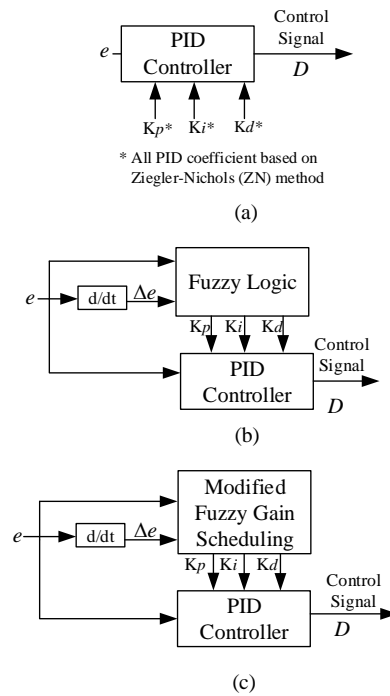 Control
Signal
e
PID
Controller
D
Kp* Ki* Kd*
* All PID coefficient based on
Ziegler-Nichols (ZN) method
(a)
Fuzzy Logic
e
d/dt
Δe
Kp Ki Kd
Control
Signal
PID
Controller
D
(b)
Modified
Fuzzy Gain
Scheduling
e
d/dt
Δe
Kp Ki Kd
Control
Signal
PID
Controller
D
(c)